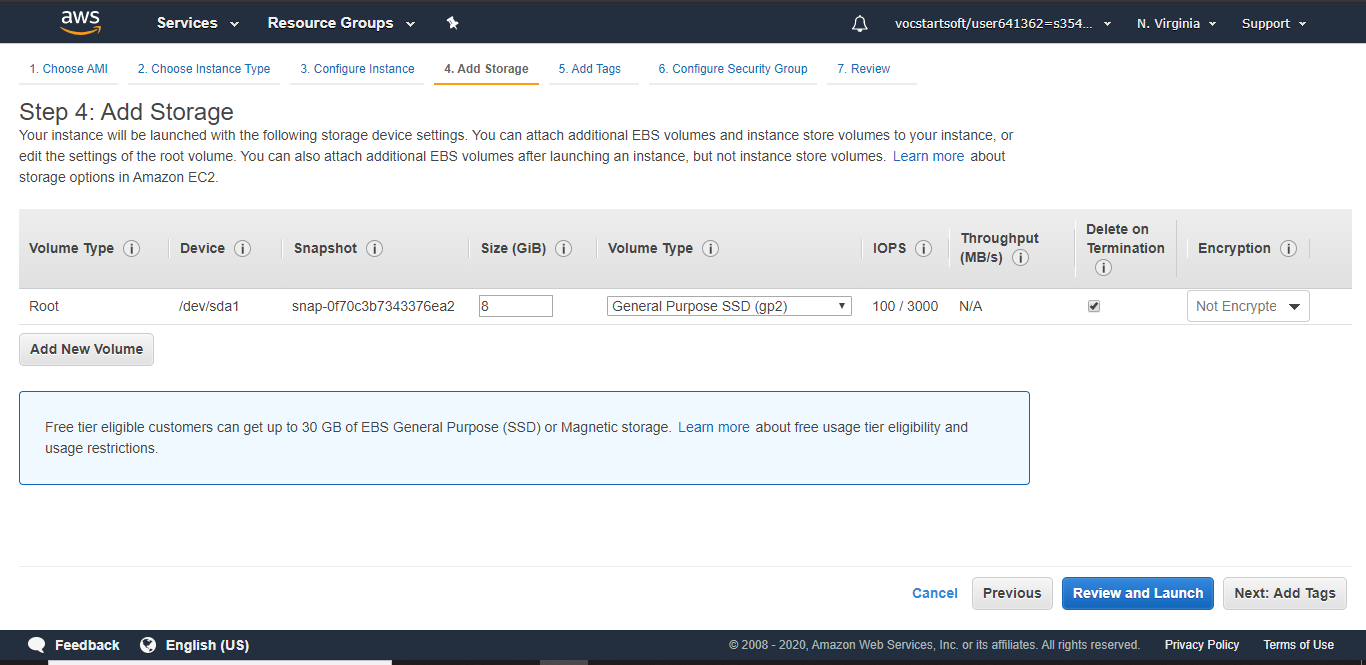 aws
Services
Resource Groups
vocstartsoft/user641362=s354...
N. Virginia
Support
1. Choose AMI
2. Choose Instance Type
3. Configure Instance
4. Add Storage
5. Add Tags
6. Configure Security Group
7. Review
Step 4: Add Storage
Your instance will be launched with the following storage device settings. You can attach additional EBS volumes and instance store volumes to your instance, or
edit the settings of the root volume. You can also attach additional EBS volumes after launching an instance, but not instance store volumes. Learn more about
storage options in Amazon EC2.
Volume Type
Device
Snapshot
Size (GiB)
Volume Type
IOPS
Throughput
(MB/s)
Delete on
Termination
Encryption
Root
/dev/sda1
snap-0f70c3b7343376ea2
8
General Purpose SSD (gp2)
100 / 3000
N/A
Not Encrypte
Add New Volume
Free tier eligible customers can get up to 30 GB of EBS General Purpose (SSD) or Magnetic storage. Learn more about free usage tier eligibility and
usage restrictions.
Cancel
Previous
Review and Launch
Next: Add Tags
Feedback
English (US)
© 2008 - 2020, Amazon Web Services, Inc. or its affiliates. All rights reserved.
Privacy Policy
Terms of Use